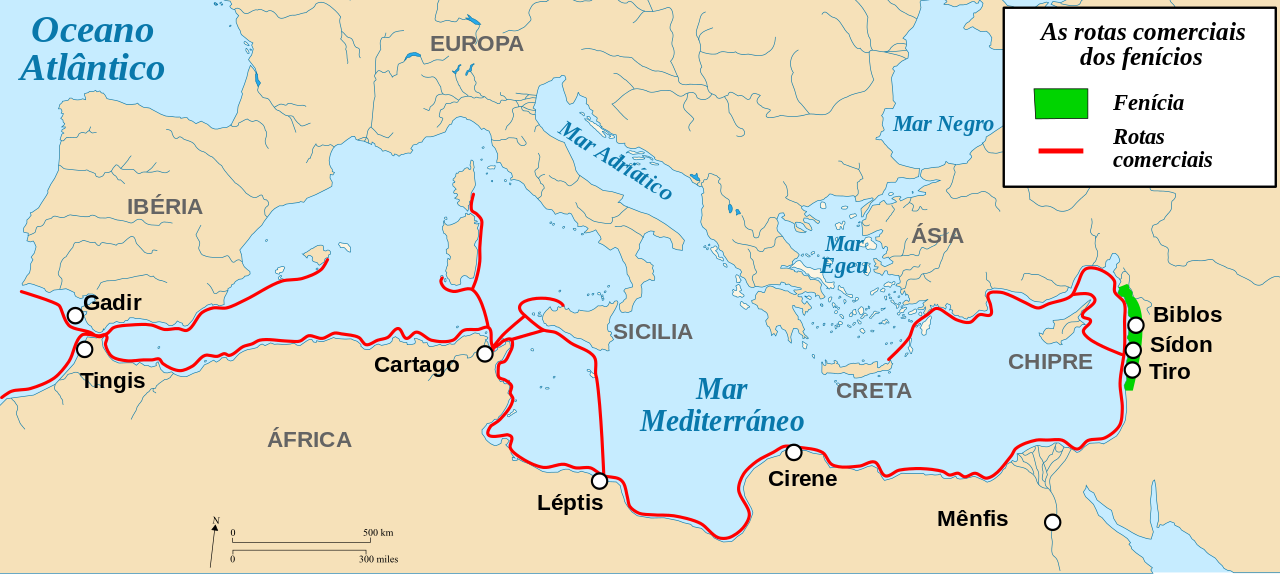 Oceano
Atlântico
EUROPA
As rotas comerciais
dos fenícios
Fenícia
Rotas
comerciais
Mar Negro
Mar Adriático
IBÉRIA
ÁSIA
Mar
Egeu
Gadir
Biblos
SICILIA
Sídon
Cartago
CHIPRE
Tiro
Tingis
CRETA
Mar
Mediterráneo
ÁFRICA
Cirene
Léptis
Mênfis
N
0 500 km
0 300 miles